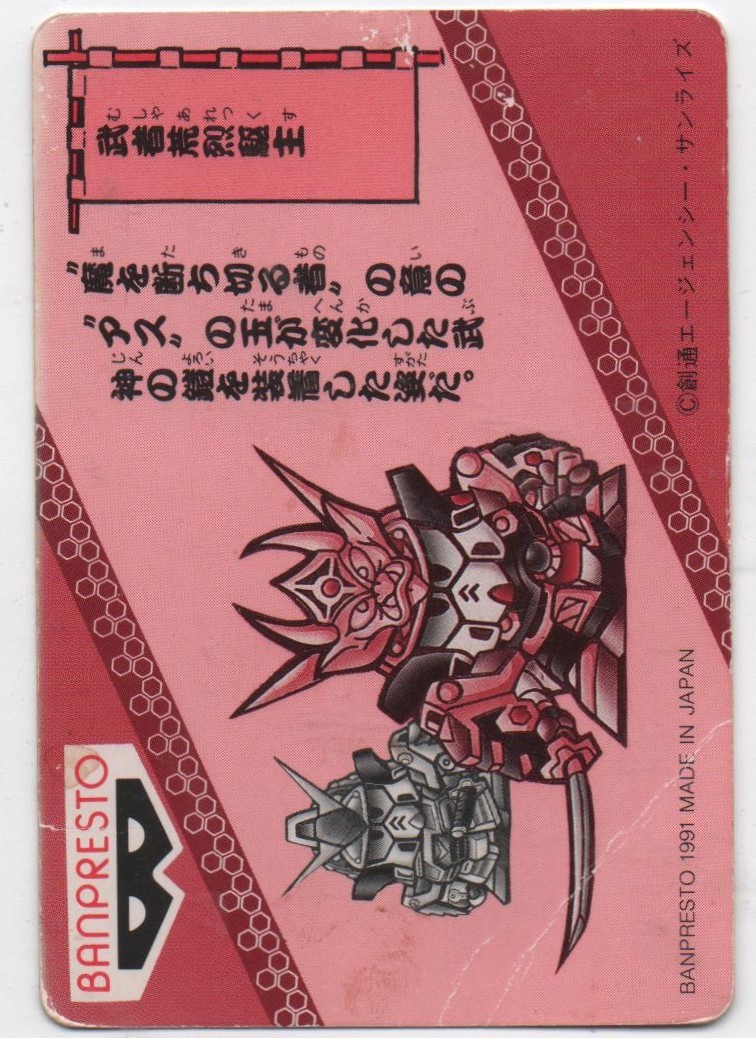 むしゃあれっくす
武者荒烈駆主
ま た き もの い
〝魔を断ち切る者〟の意の
たま へんか ぶ
〝アス〟の玉が変化した武
じん よろい そうちゃく すがた
神の鎧を装着した姿だ。
BANPRESTO
BANPRESTO 1991 MADE IN JAPAN
©創通エージェンシー・サンライズ